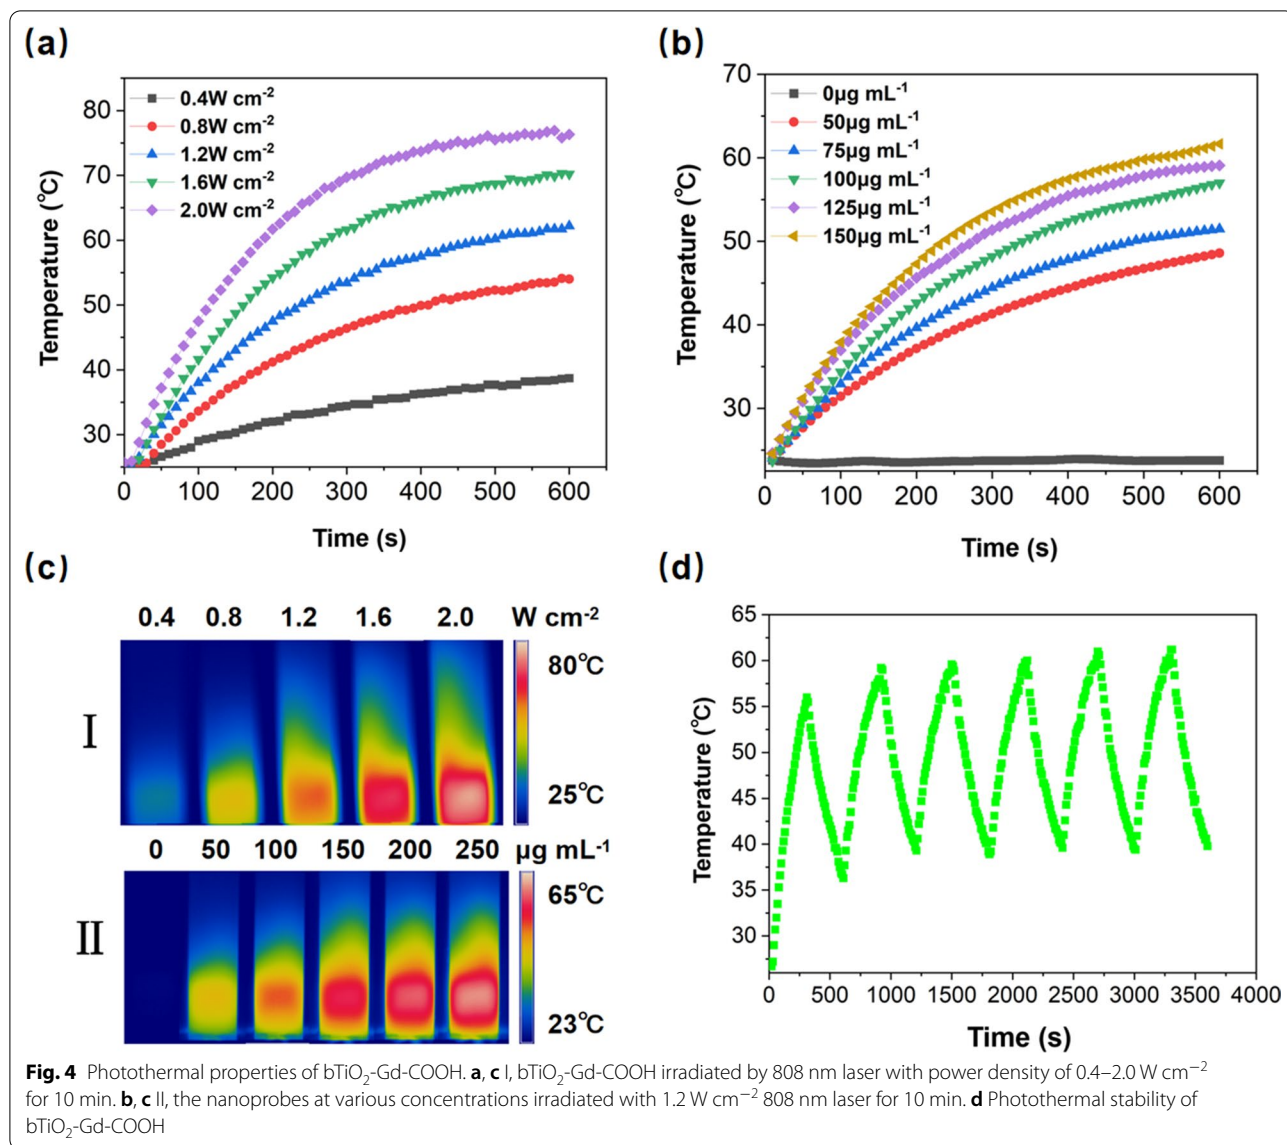 (a)
80
70
60
50
40
30
Temperature (℃)
0.4W cm-2
0.8W cm-2
1.2W cm-2
1.6W cm-2
2.0W cm-2
0 100 200 300 400 500 600
Time (s)
(b)
70
60
50
40
30
Temperature (℃)
0µg mL-1
50µg mL-1
75µg mL-1
100µg mL-1
125µg mL-1
150µg mL-1
0 100 200 300 400 500 600
Time (s)
(c)
0.4 0.8 1.2 1.6 2.0 W cm-2
I
80℃
25℃
0 50 100 150 200 250 µg mL-1
II
65℃
23℃
(d)
65
60
55
50
45
40
35
30
Temperature (℃)
0 500 1000 1500 2000 2500 3000 3500 4000
Time (s)
Fig. 4 Photothermal properties of bTiO2-Gd-COOH. a, c I, bTiO2-Gd-COOH irradiated by 808 nm laser with power density of 0.4–2.0 W cm−2
for 10 min. b, c II, the nanoprobes at various concentrations irradiated with 1.2 W cm−2 808 nm laser for 10 min. d Photothermal stability of
bTiO2-Gd-COOH